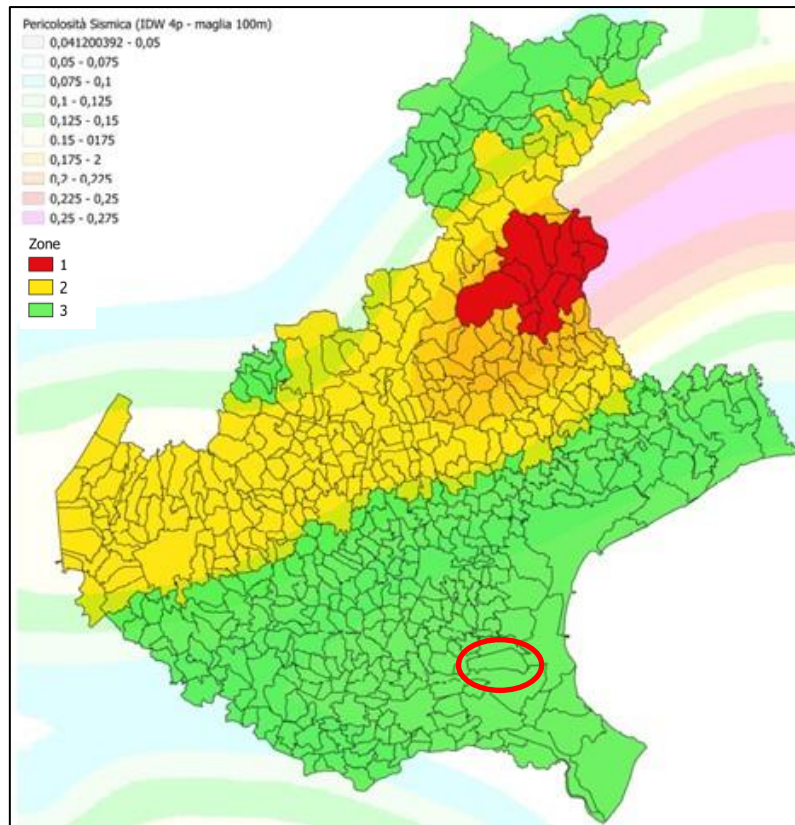 Pericolosità Sismica (IDW 4p - maglia 100m)
0,041200392 - 0,05
0,05 - 0,075
0,075 - 0,1
0,1 - 0,125
0,125 - 0,15
0.15 - 0175
0,175 - 2
0,2 - 0,225
0,225 - 0,25
0,25 - 0,275
Zone
1
2
3